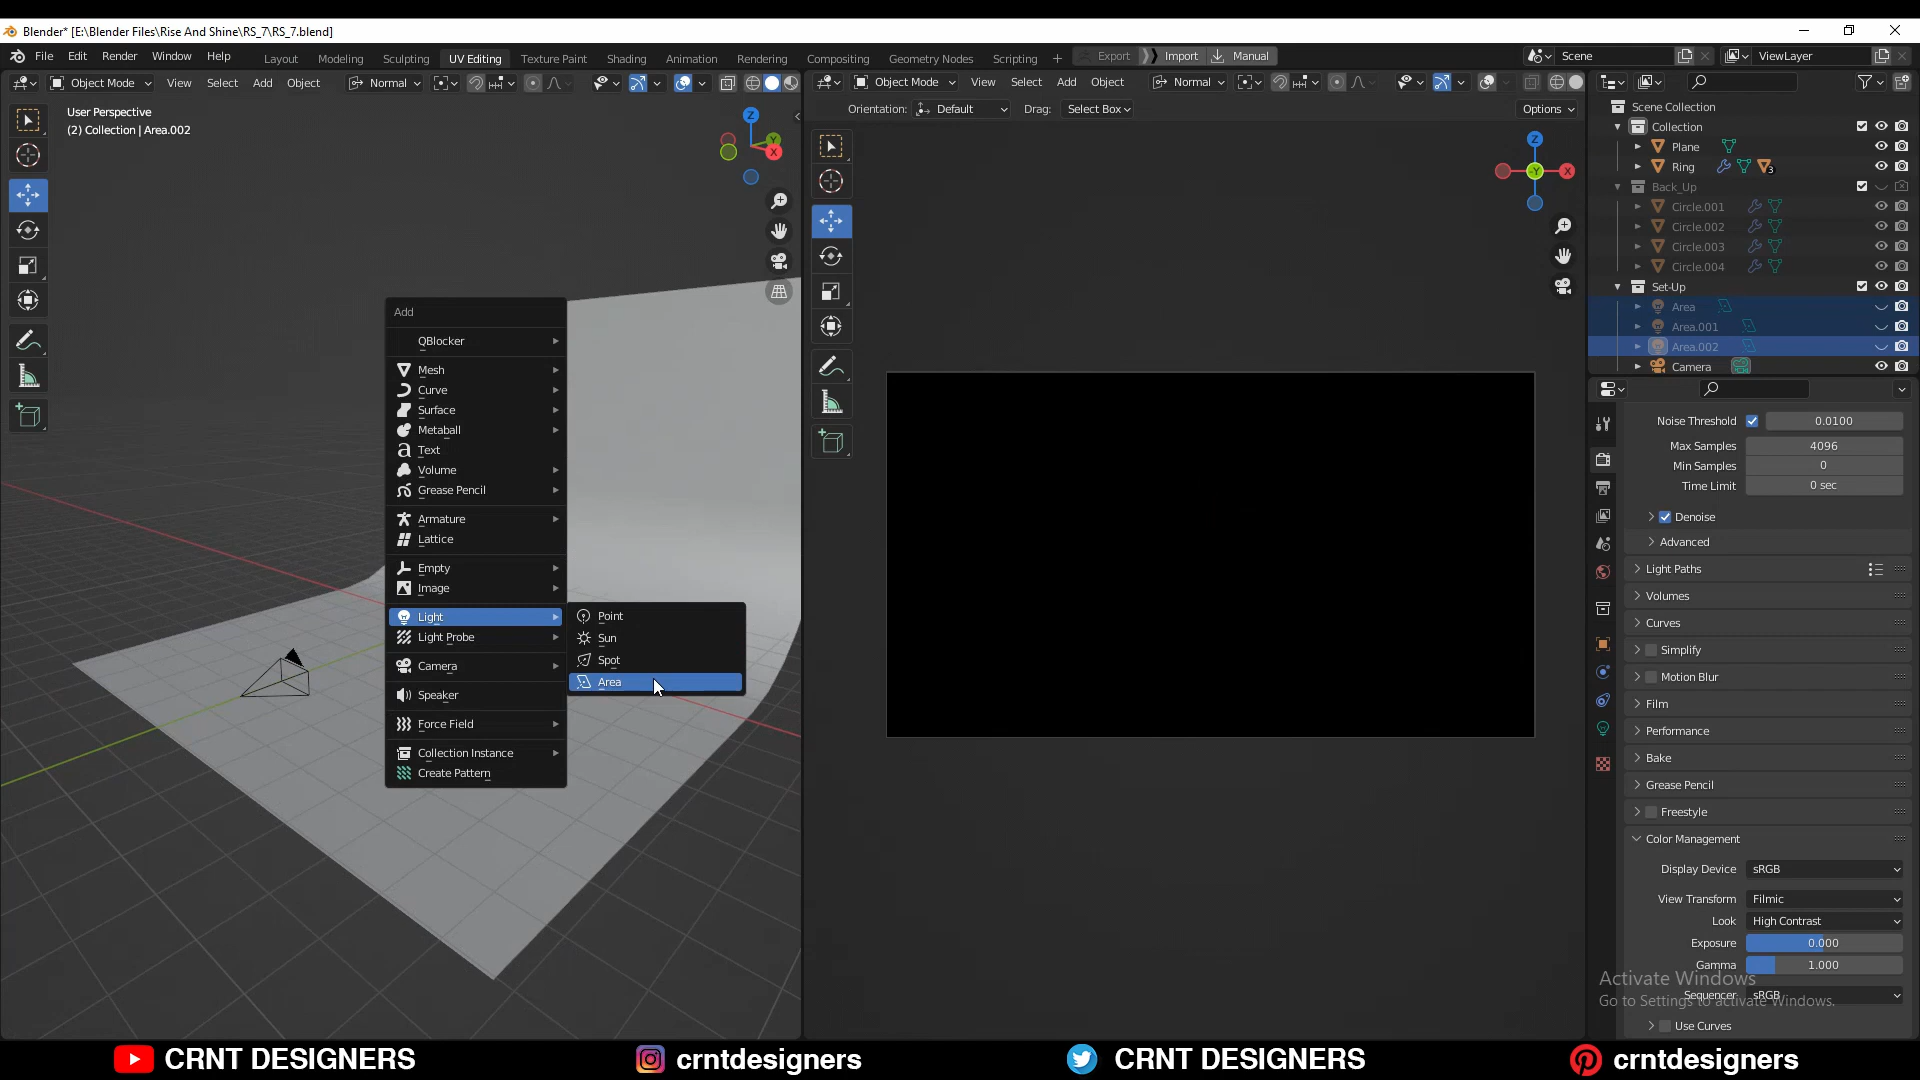 Blender* [E:\Blender Files\Rise And Shine\RS_7\RS_7.blend]
File Edit Render Window Help
Layout Modeling Sculpting UV Editing Texture Paint Shading Animation Rendering Compositing Geometry Nodes Scripting + Export Import Manual
Scene
ViewLayer
Object Mode View Select Add Object Normal
Object Mode View Select Add Object Normal
Orientation: Default Drag: Select Box Options
User Perspective
(2) Collection | Area.002
Z
Y
X
Z
X
-Y
Add
QBlocker
Mesh
Curve
Surface
Metaball
Text
Volume
Grease Pencil
Armature
Lattice
Empty
Image
Light
Light Probe
Camera
Speaker
Force Field
Collection Instance
Create Pattern
Point
Sun
Spot
Area
Scene Collection
Collection
Plane
Ring
3
Back_Up
Circle.001
Circle.002
Circle.003
Circle.004
Set-Up
Area
Area.001
Area.002
Camera
Noise Threshold 0.0100
Max Samples 4096
Min Samples 0
Time Limit 0 sec
Denoise
Advanced
Light Paths
Volumes
Curves
Simplify
Motion Blur
Film
Performance
Bake
Grease Pencil
Freestyle
Color Management
Display Device sRGB
View Transform Filmic
Look High Contrast
Exposure 0.000
Gamma 1.000
Sequencer sRGB
Use Curves
Activate Windows
Go to Settings to activate Windows.
CRNT DESIGNERS
crntdesigners
CRNT DESIGNERS
crntdesigners